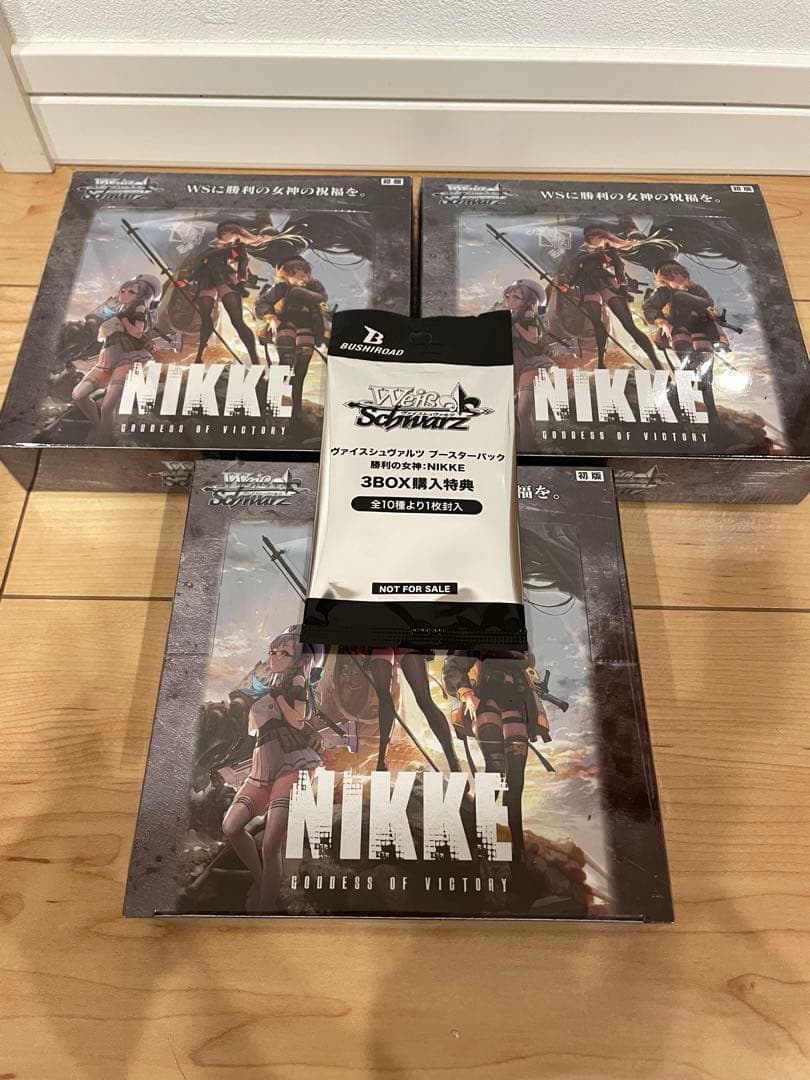 Weiß Schwarz
WSに勝利の女神の祝福を。
初版
NIKKE
GODDESS OF VICTORY
Weiß Schwarz
WSに勝利の女神の祝福を。
初版
NIKKE
GODDESS OF VICTORY
B
BUSHIROAD
Weiß Schwarz
ヴァイスシュヴァルツ ブースターパック
勝利の女神:NIKKE
3BOX購入特典
全10種より1枚封入
NOT FOR SALE
Weiß
Schwarz
祝福を。
初版
NIKKE
GODDESS OF VICTORY